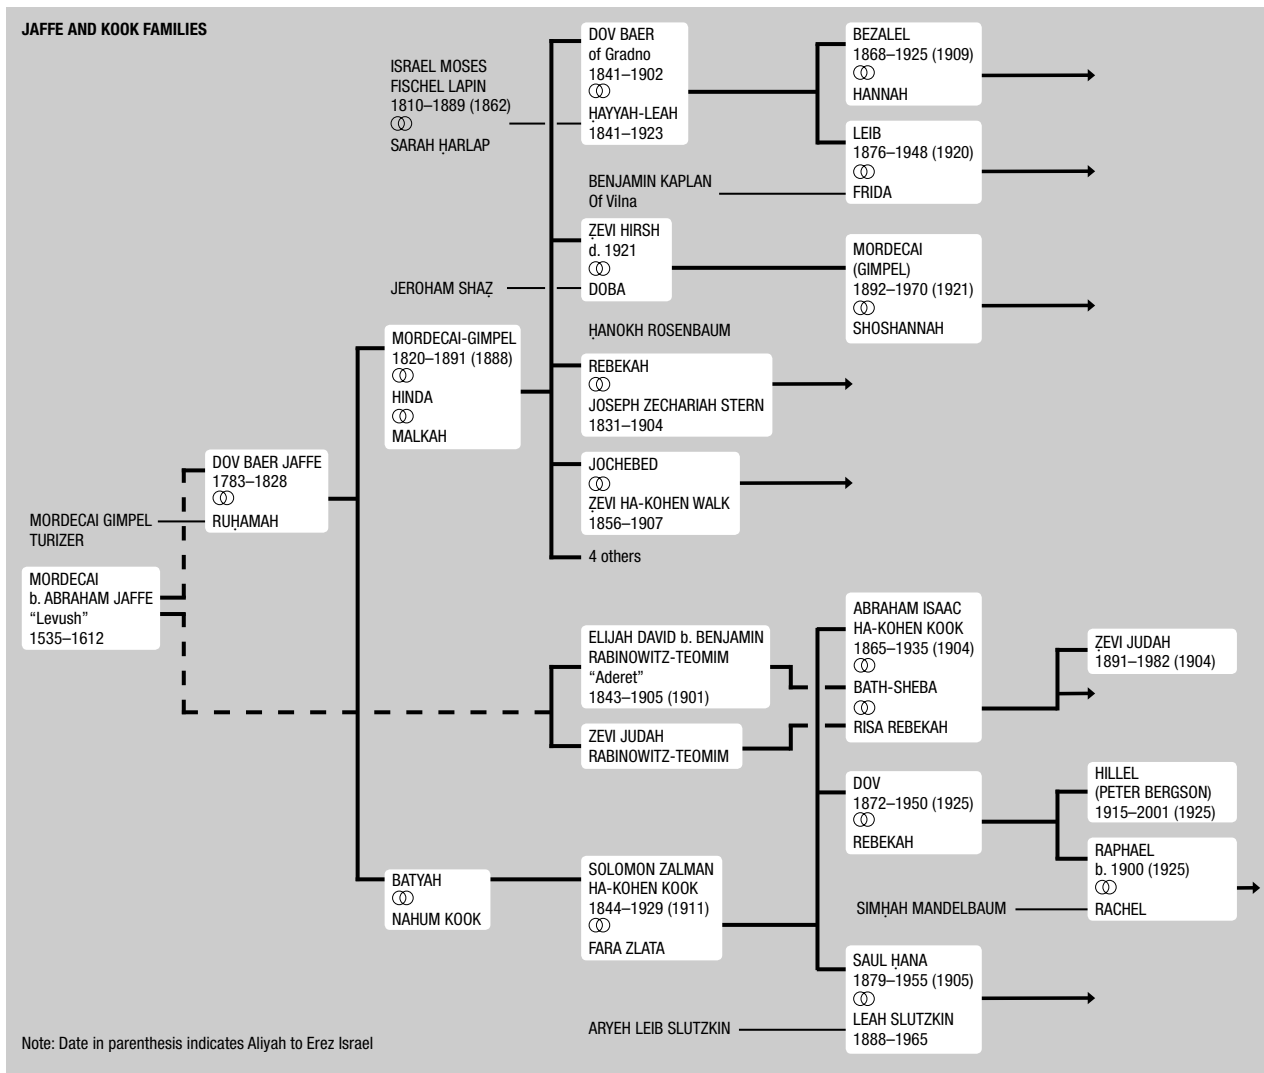 JAFFE AND KOOK FAMILIES
ISRAEL MOSES
FISCHEL LAPIN
1810–1889 (1862)
SARAH ḤARLAP
DOV BAER
of Gradno
1841–1902
ḤAYYAH-LEAH
1841–1923
BEZALEL
1868–1925 (1909)
HANNAH
LEIB
1876–1948 (1920)
FRIDA
BENJAMIN KAPLAN
Of Vilna
ẒEVI HIRSH
d. 1921
DOBA
JEROHAM SHAẒ
MORDECAI
(GIMPEL)
1892–1970 (1921)
SHOSHANNAH
ḤANOKH ROSENBAUM
MORDECAI-GIMPEL
1820–1891 (1888)
HINDA
MALKAH
REBEKAH
JOSEPH ZECHARIAH STERN
1831–1904
JOCHEBED
ẒEVI HA-KOHEN WALK
1856–1907
4 others
DOV BAER JAFFE
1783–1828
RUḤAMAH
MORDECAI GIMPEL
TURIZER
MORDECAI
b. ABRAHAM JAFFE
“Levush”
1535–1612
ELIJAH DAVID b. BENJAMIN
RABINOWITZ-TEOMIM
“Aderet”
1843–1905 (1901)
ZEVI JUDAH
RABINOWITZ-TEOMIM
ABRAHAM ISAAC
HA-KOHEN KOOK
1865–1935 (1904)
BATH-SHEBA
RISA REBEKAH
ẒEVI JUDAH
1891–1982 (1904)
DOV
1872–1950 (1925)
REBEKAH
HILLEL
(PETER BERGSON)
1915–2001 (1925)
RAPHAEL
b. 1900 (1925)
RACHEL
SIMḤAH MANDELBAUM
BATYAH
NAHUM KOOK
SOLOMON ZALMAN
HA-KOHEN KOOK
1844–1929 (1911)
FARA ZLATA
SAUL ḤANA
1879–1955 (1905)
LEAH SLUTZKIN
1888–1965
ARYEH LEIB SLUTZKIN
Note: Date in parenthesis indicates Aliyah to Erez Israel